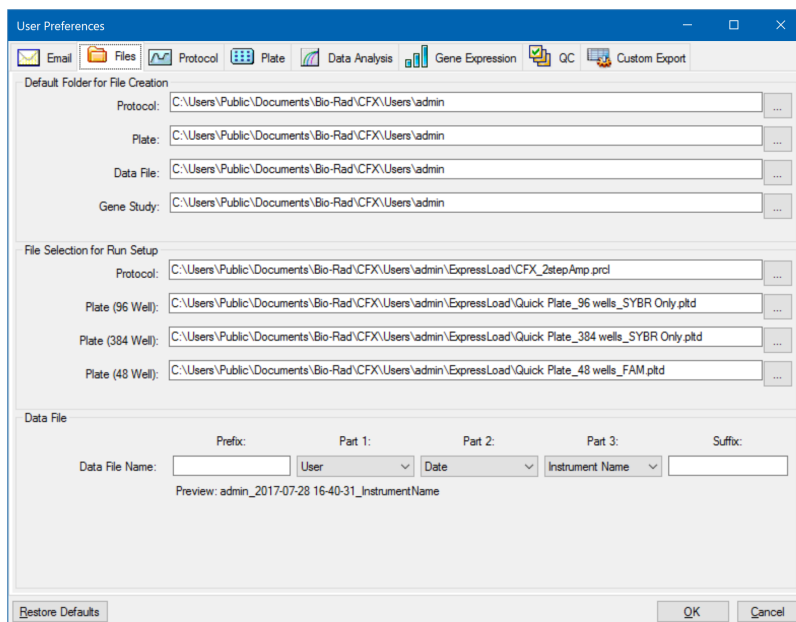 User Preferences
Email Files Protocol Plate Data Analysis Gene Expression QC Custom Export
Default Folder for File Creation
Protocol: C:\Users\Public\Documents\Bio-Rad\CFX\Users\admin ...
Plate: C:\Users\Public\Documents\Bio-Rad\CFX\Users\admin ...
Data File: C:\Users\Public\Documents\Bio-Rad\CFX\Users\admin ...
Gene Study: C:\Users\Public\Documents\Bio-Rad\CFX\Users\admin ...
File Selection for Run Setup
Protocol: C:\Users\Public\Documents\Bio-Rad\CFX\Users\admin\ExpressLoad\CFX_2stepAmp.prcl ...
Plate (96 Well): C:\Users\Public\Documents\Bio-Rad\CFX\Users\admin\ExpressLoad\Quick Plate_96 wells_SYBR Only.pltd ...
Plate (384 Well): C:\Users\Public\Documents\Bio-Rad\CFX\Users\admin\ExpressLoad\Quick Plate_384 wells_SYBR Only.pltd ...
Plate (48 Well): C:\Users\Public\Documents\Bio-Rad\CFX\Users\admin\ExpressLoad\Quick Plate_48 wells_FAM.pltd ...
Data File
Prefix: Part 1: Part 2: Part 3: Suffix:
Data File Name: User Date Instrument Name
Preview: admin_2017-07-28 16-40-31_InstrumentName
Restore Defaults OK Cancel